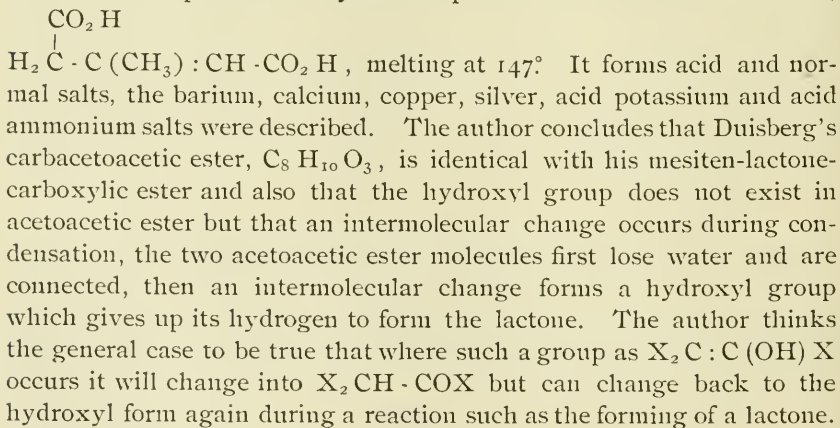 CO₂ H
|
H₂ C - C (CH₃) : CH - CO₂ H , melting at 147°. It forms acid and nor-
mal salts, the barium, calcium, copper, silver, acid potassium and acid
ammonium salts were described. The author concludes that Duisberg's
carbacetoacetic ester, C₈ H₁₀ O₃ , is identical with his mesiten-lactone-
carboxylic ester and also that the hydroxyl group does not exist in
acetoacetic ester but that an intermolecular change occurs during con-
densation, the two acetoacetic ester molecules first lose water and are
connected, then an intermolecular change forms a hydroxyl group
which gives up its hydrogen to form the lactone. The author thinks
the general case to be true that where such a group as X₂ C : C (OH) X
occurs it will change into X₂ CH - COX but can change back to the
hydroxyl form again during a reaction such as the forming of a lactone.